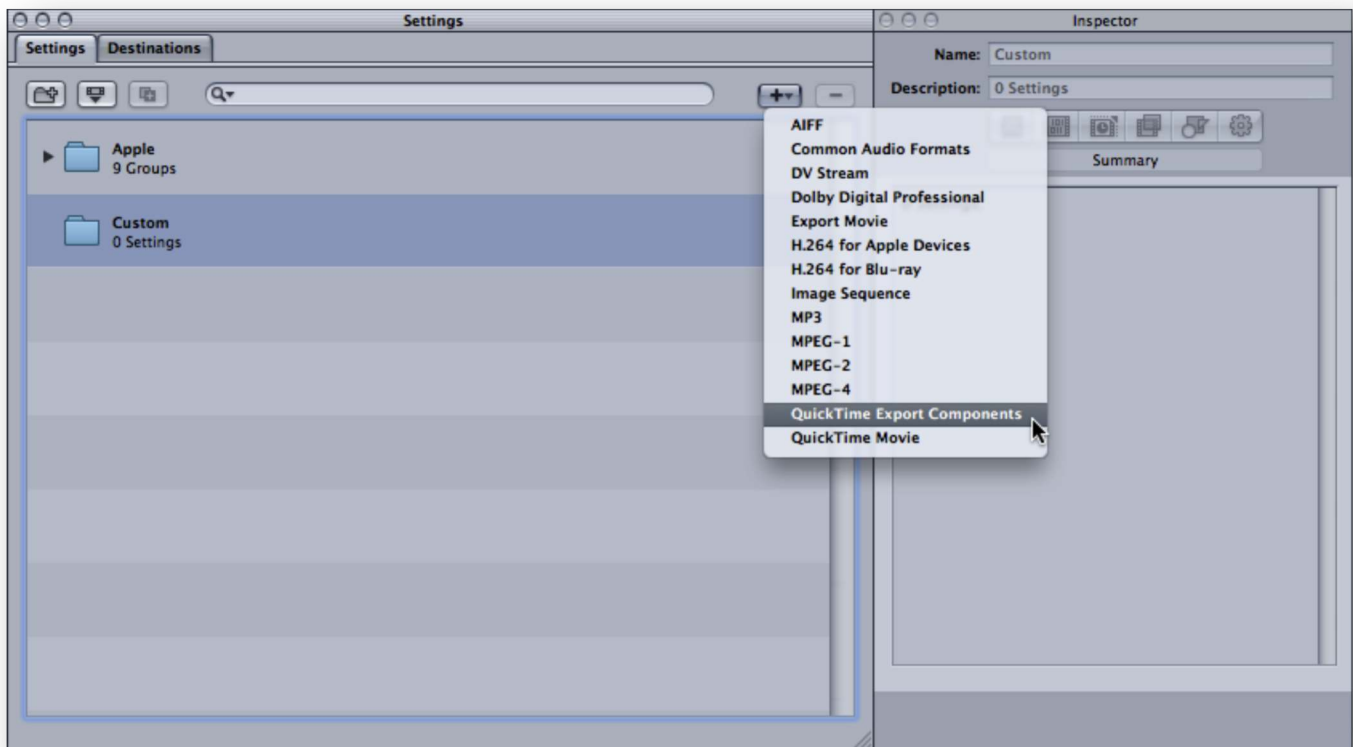 Settings
Settings
Destinations
Apple
9 Groups
Custom
0 Settings
AIFF
Common Audio Formats
DV Stream
Dolby Digital Professional
Export Movie
H.264 for Apple Devices
H.264 for Blu-ray
Image Sequence
MP3
MPEG-1
MPEG-2
MPEG-4
QuickTime Export Components
QuickTime Movie
Inspector
Name: Custom
Description: 0 Settings
Summary